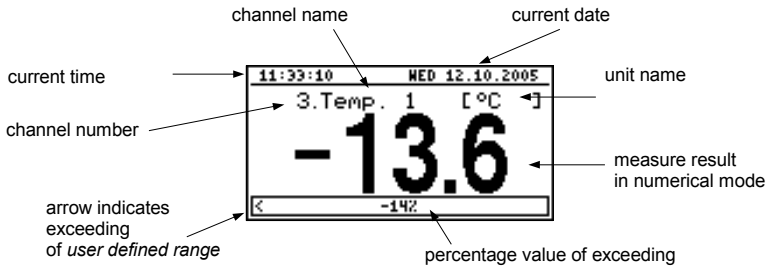 channel name
current date
current time
11:33:10 WED 12.10.2005
unit name
3.Temp. 1 [°C ]
channel number
-13.6
measure result
in numerical mode
arrow indicates
exceeding
of user defined range
< -14%
percentage value of exceeding